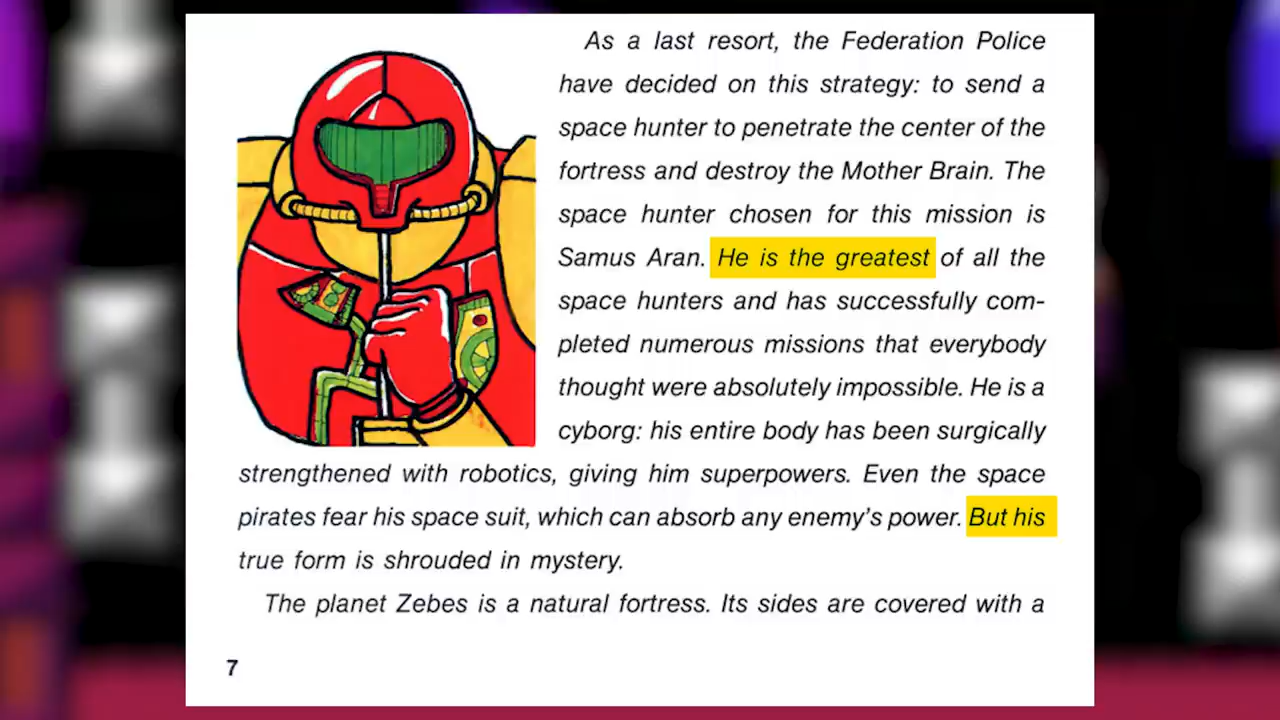 As a last resort, the Federation Police
have decided on this strategy: to send a
space hunter to penetrate the center of the
fortress and destroy the Mother Brain. The
space hunter chosen for this mission is
Samus Aran. He is the greatest of all the
space hunters and has successfully com-
pleted numerous missions that everybody
thought were absolutely impossible. He is a
cyborg: his entire body has been surgically
strengthened with robotics, giving him superpowers. Even the space
pirates fear his space suit, which can absorb any enemy's power. But his
true form is shrouded in mystery.
The planet Zebes is a natural fortress. Its sides are covered with a
7